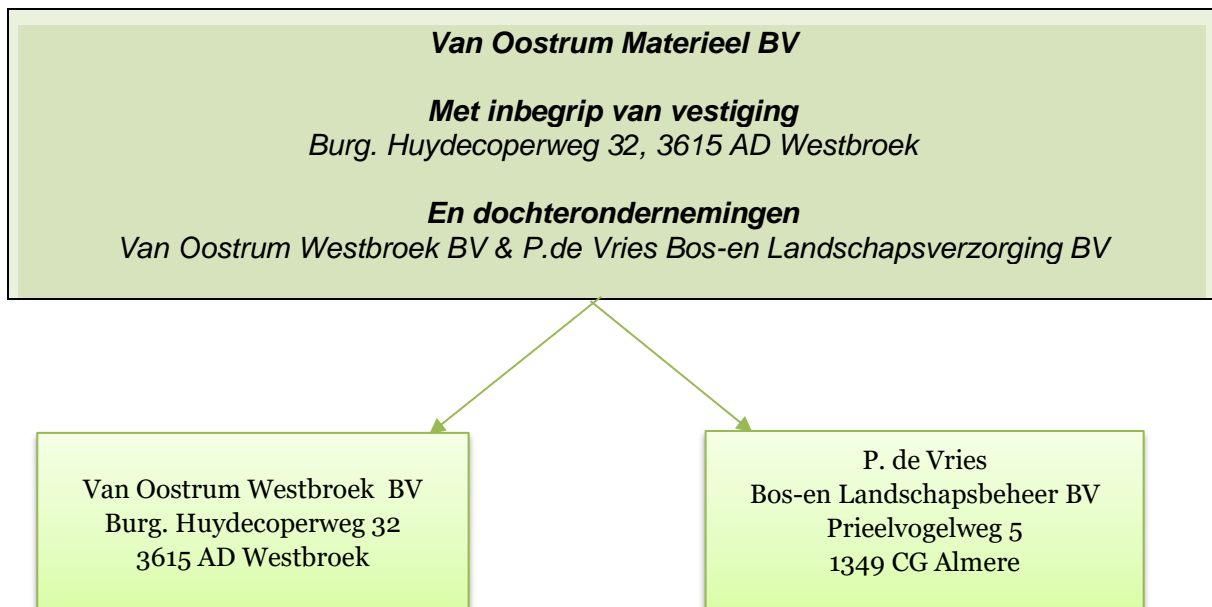 Van Oostrum Materieel BV
Met inbegrip van vestiging
Burg. Huydecoperweg 32, 3615 AD Westbroek
En dochterondernemingen
Van Oostrum Westbroek BV & P.de Vries Bos-en Landschapsverzorging BV
Van Oostrum Westbroek BV
Burg. Huydecoperweg 32
3615 AD Westbroek
P. de Vries
Bos-en Landschapsbeheer BV
Prieelvogelweg 5
1349 CG Almere